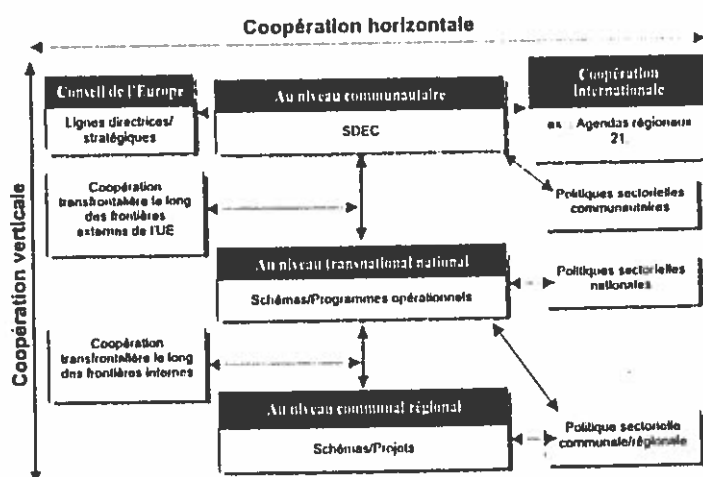 Coopération horizontale
Coopération verticale
Conseil de l'Europe
Lignes directrices/
stratégiques
Au niveau communautaire
SDEC
Coopération
Internationale
ex : Agendas régionaux
21
Coopération
transfrontalière le long
des frontières
externes de l'UE
Politiques sectorielles
communautaires
Au niveau transnational national
Schémas/Programmes opérationnels
Politiques sectorielles
nationales
Coopération
transfrontalière le long
des frontières internes
Au niveau communal régional
Schémas/Projets
Politique sectorielle
communale/régionale